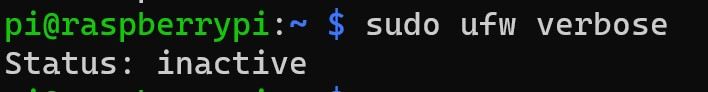 pi@raspberrypi:~ $ sudo ufw verbose
Status: inactive